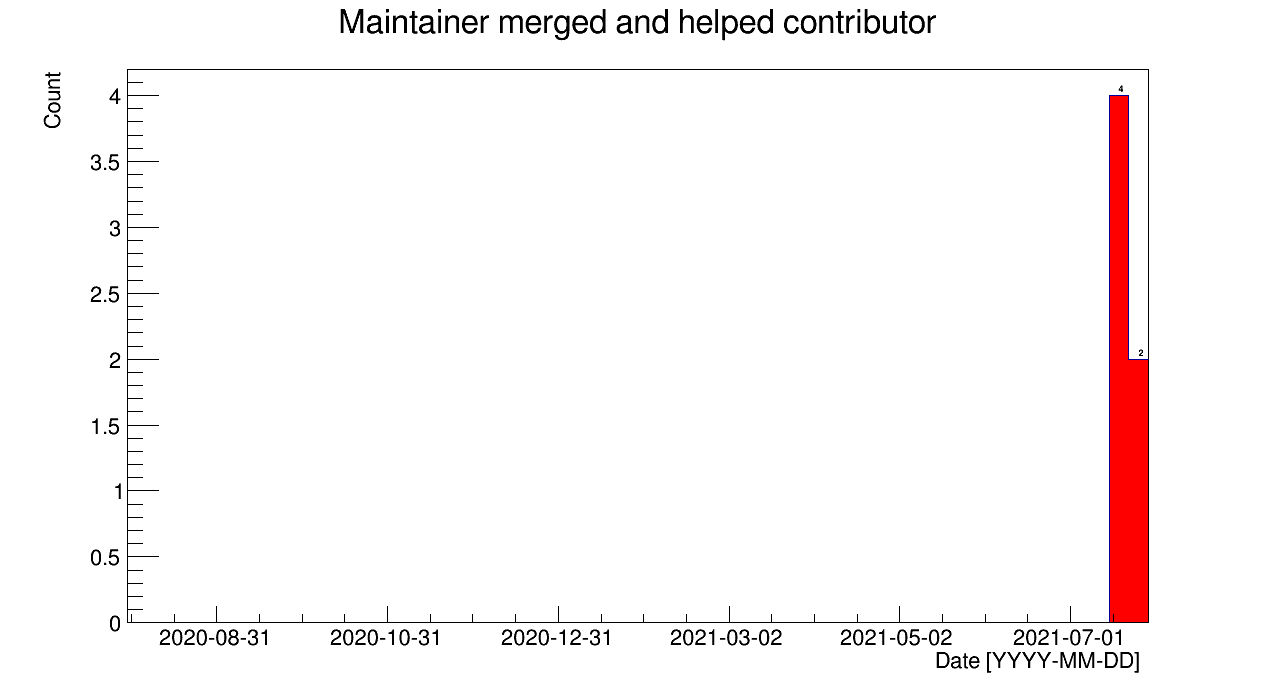 Maintainer merged and helped contributor
Count
4
3.5
3
2.5
2
1.5
1
0.5
0
4
2
2020-08-31 2020-10-31 2020-12-31 2021-03-02 2021-05-02 2021-07-01
Date [YYYY-MM-DD]